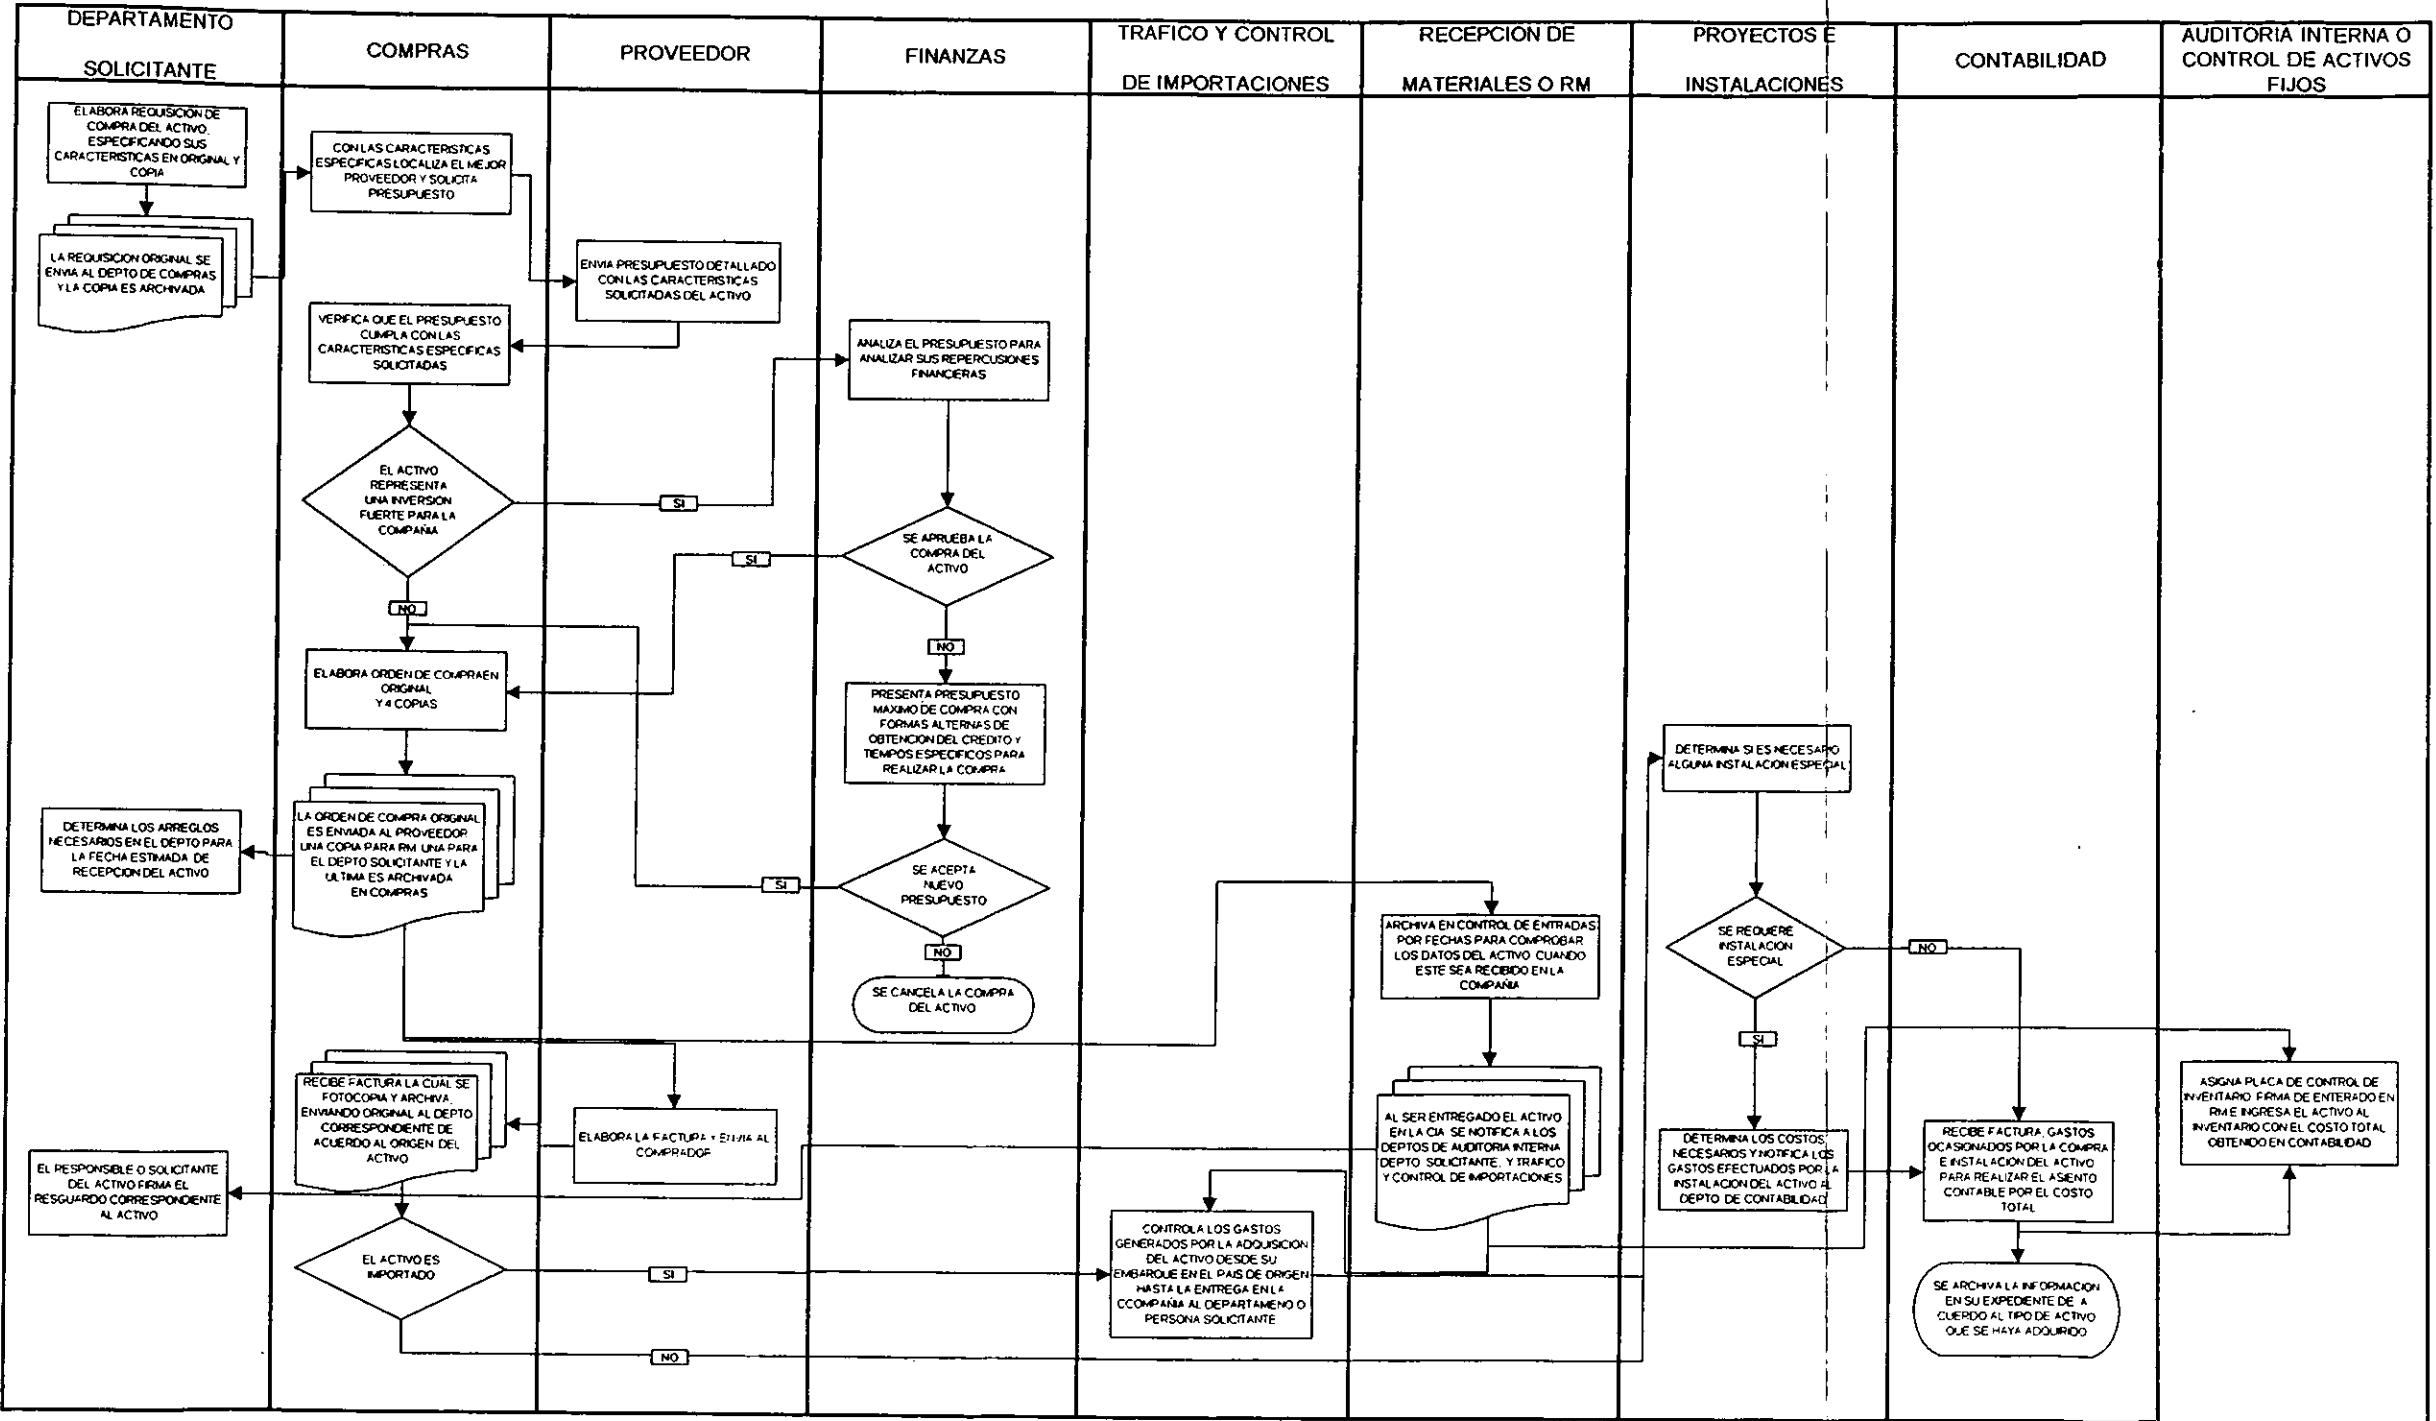 DEPARTAMENTO
SOLICITANTE
COMPRAS
PROVEEDOR
FINANZAS
TRAFICO Y CONTROL
DE IMPORTACIONES
RECEPCION DE
MATERIALES O RM
PROYECTOS E
INSTALACIONES
CONTABILIDAD
AUDITORIA INTERNA O
CONTROL DE ACTIVOS
FIJOS
ELABORA REQUISICION DE
COMPRA DEL ACTIVO,
ESPECIFICANDO SUS
CARACTERISTICAS EN ORIGINAL Y
COPIA
LA REQUISICION ORIGINAL SE
ENVIA AL DEPTO DE COMPRAS
Y LA COPIA ES ARCHIVADA
CON LAS CARACTERISTICAS
ESPECIFICAS LOCALIZA EL MEJOR
PROVEEDOR Y SOLICITA
PRESUPUESTO
ENVIA PRESUPUESTO DETALLADO
CON LAS CARACTERISTICAS
SOLICITADAS DEL ACTIVO
VERIFICA QUE EL PRESUPUESTO
CUMPLA CON LAS
CARACTERISTICAS ESPECIFICAS
SOLICITADAS
ANALIZA EL PRESUPUESTO PARA
ANALIZAR SUS REPERCUSIONES
FINANCIERAS
EL ACTIVO
REPRESENTA
UNA INVERSION
FUERTE PARA LA
COMPAÑIA
SI
SE APRUEBA LA
COMPRA DEL
ACTIVO
SI
NO
NO
ELABORA ORDEN DE COMPRAEN
ORIGINAL
Y 4 COPIAS
PRESENTA PRESUPUESTO
MAXIMO DE COMPRA CON
FORMAS ALTERNAS DE
OBTENCION DEL CREDITO Y
TIEMPOS ESPECIFICOS PARA
REALIZAR LA COMPRA
DETERMINA SI ES NECESARIO
ALGUNA INSTALACION ESPECIAL
DETERMINA LOS ARREGLOS
NECESARIOS EN EL DEPTO PARA
LA FECHA ESTIMADA DE
RECEPCION DEL ACTIVO
LA ORDEN DE COMPRA ORIGINAL
ES ENVIADA AL PROVEEDOR
UNA COPIA PARA RM UNA PARA
EL DEPTO SOLICITANTE Y LA
ULTIMA ES ARCHIVADA
EN COMPRAS
SE ACEPTA
NUEVO
PRESUPUESTO
SI
NO
SE CANCELA LA COMPRA
DEL ACTIVO
ARCHIVA EN CONTROL DE ENTRADAS
POR FECHAS PARA COMPROBAR
LOS DATOS DEL ACTIVO CUANDO
ESTE SEA RECIBIDO EN LA
COMPAÑIA
SE REQUIERE
INSTALACION
ESPECIAL
NO
SI
RECIBE FACTURA LA CUAL SE
FOTOCOPIA Y ARCHIVA,
ENVIANDO ORIGINAL AL DEPTO
CORRESPONDIENTE DE
ACUERDO AL ORIGEN DEL
ACTIVO
ELABORA LA FACTURA Y ENVIA AL
COMPRADOR
AL SER ENTREGADO EL ACTIVO
EN LA CIA SE NOTIFICA A LOS
DEPTOS DE AUDITORIA INTERNA
DEPTO SOLICITANTE, Y TRAFICO
Y CONTROL DE IMPORTACIONES
DETERMINA LOS COSTOS
NECESARIOS Y NOTIFICA LOS
GASTOS EFECTUADOS POR LA
INSTALACION DEL ACTIVO AL
DEPTO DE CONTABILIDAD
RECIBE FACTURA, GASTOS
OCASIONADOS POR LA COMPRA
E INSTALACION DEL ACTIVO
PARA REALIZAR EL ASIENTO
CONTABLE POR EL COSTO
TOTAL
ASIGNA PLACA DE CONTROL DE
INVENTARIO FIRMA DE ENTERADO EN
RM E INGRESA EL ACTIVO AL
INVENTARIO CON EL COSTO TOTAL
OBTENIDO EN CONTABILIDAD
EL RESPONSIBLE O SOLICITANTE
DEL ACTIVO FIRMA EL
RESGUARDO CORRESPONDIENTE
AL ACTIVO
EL ACTIVO ES
IMPORTADO
SI
NO
CONTROLA LOS GASTOS
GENERADOS POR LA ADQUISICION
DEL ACTIVO DESDE SU
EMBARQUE EN EL PAIS DE ORIGEN
HASTA LA ENTREGA EN LA
CCOMPAÑIA AL DEPARTAMENO O
PERSONA SOLICITANTE
SE ARCHIVA LA INFORMACION
EN SU EXPEDIENTE DE A
CUERDO AL TIPO DE ACTIVO
QUE SE HAYA ADQUIRIDO